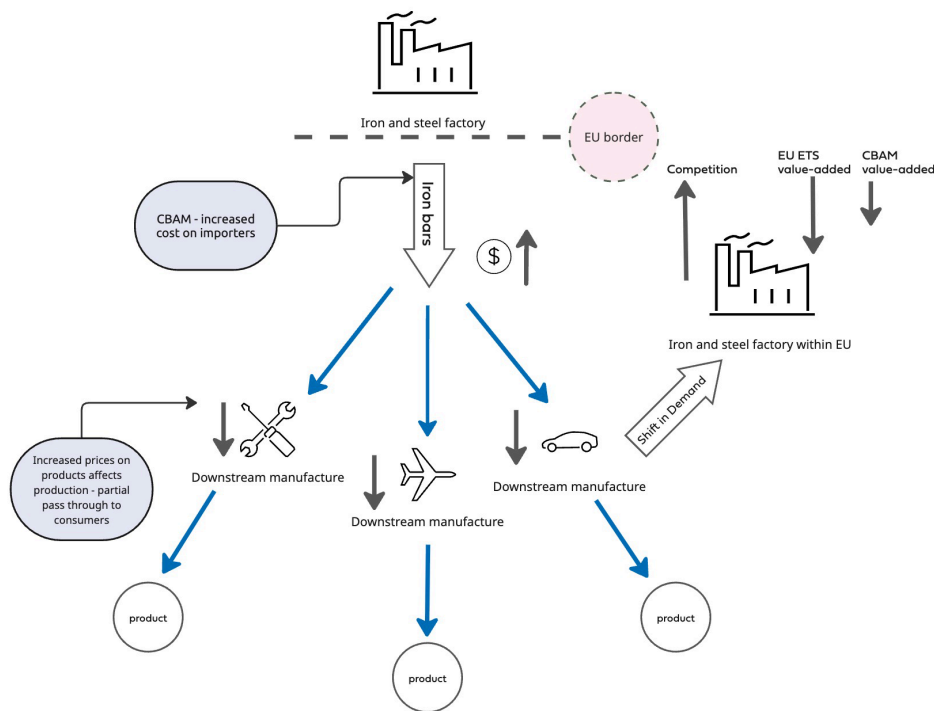 Iron and steel factory
EU border
Competition
EU ETS
value-added
CBAM
value-added
CBAM - increased
cost on importers
Iron bars
$
Iron and steel factory within EU
Shift in Demand
Increased prices on
products affects
production - partial
pass through to
consumers
Downstream manufacture
Downstream manufacture
Downstream manufacture
product
product
product